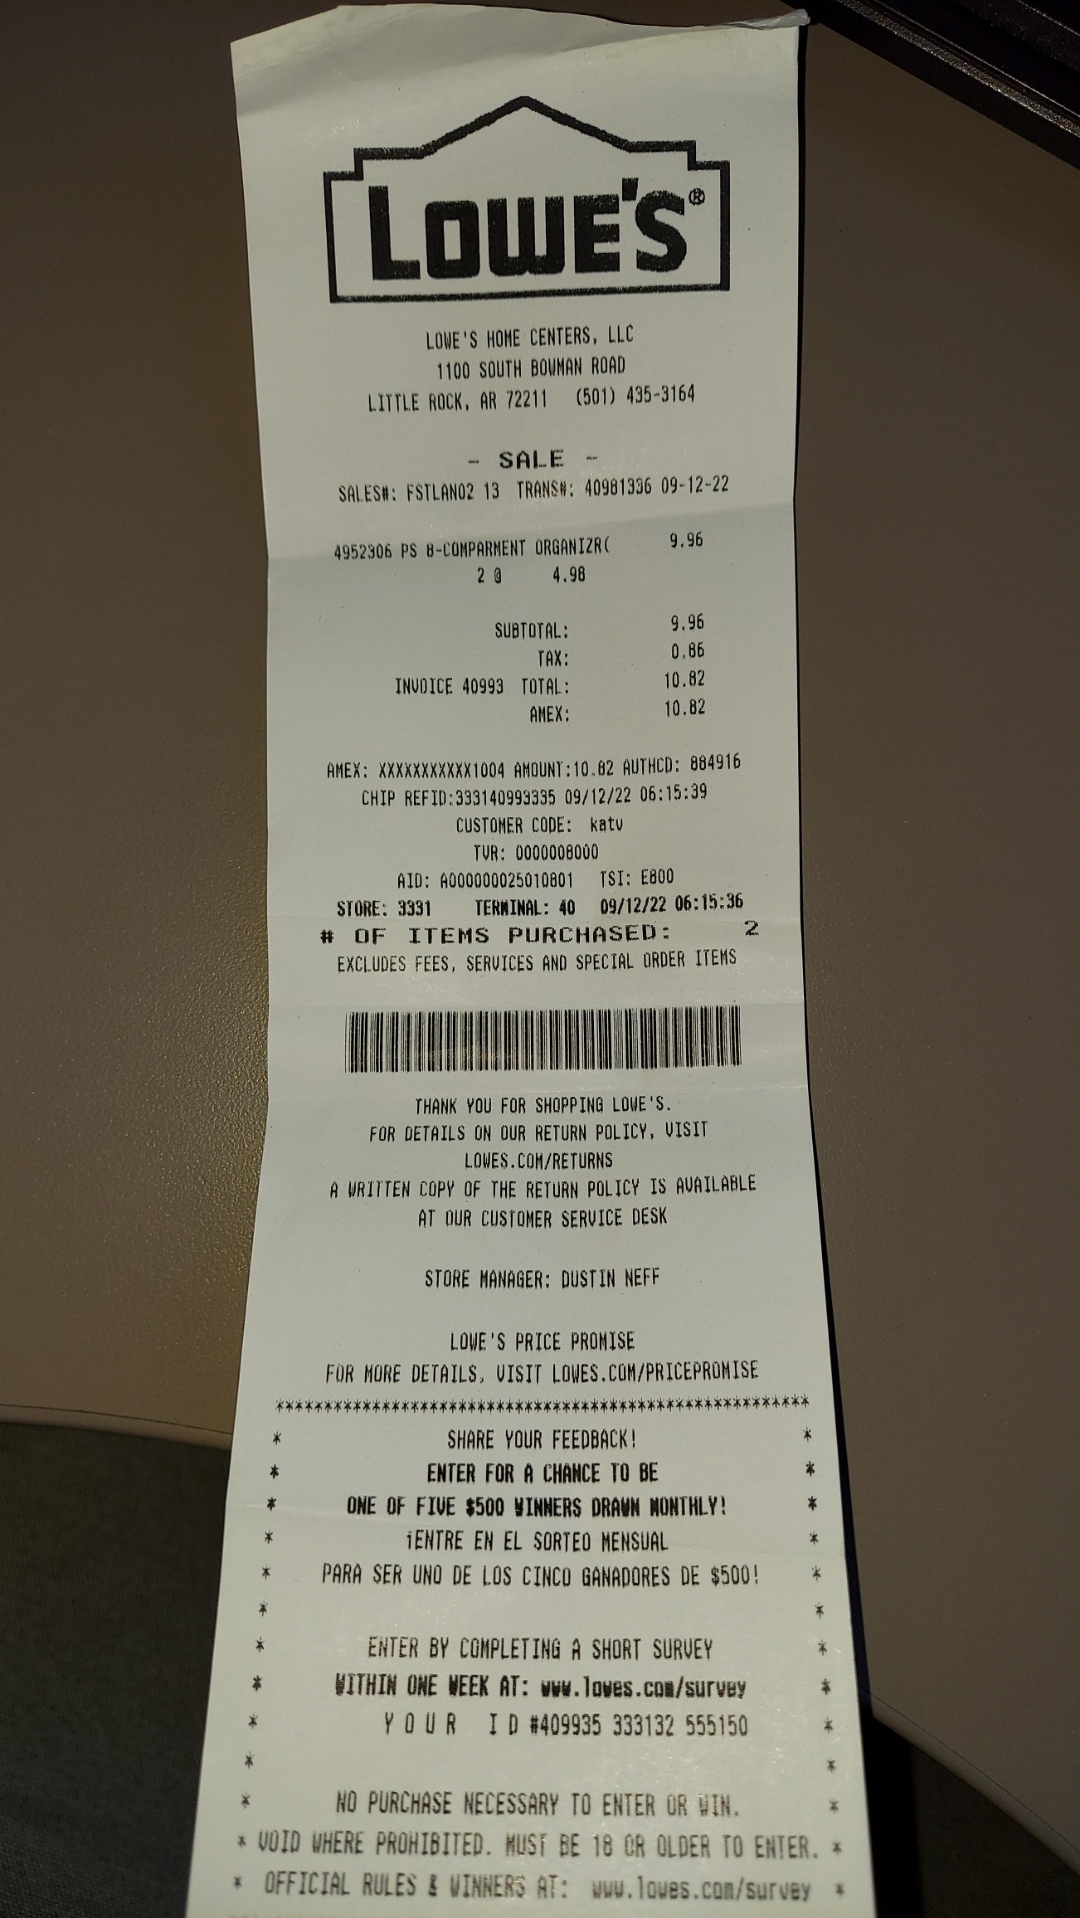 LOWE'S®
LOWE'S HOME CENTERS, LLC
1100 SOUTH BOWMAN ROAD
LITTLE ROCK, AR 72211 (501) 435-3164
- SALE -
SALES#: FSTLAN02 13 TRANS#: 40981336 09-12-22
4952306 PS 8-COMPARMENT ORGANIZR( 9.96
2 @ 4.98
SUBTOTAL: 9.96
TAX: 0.86
INVOICE 40993 TOTAL: 10.82
AMEX: 10.82
AMEX: XXXXXXXXXXX1004 AMOUNT:10.82 AUTHCD: 884916
CHIP REFID:333140993335 09/12/22 06:15:39
CUSTOMER CODE: katv
TVR: 0000008000
AID: A000000025010801 TSI: E800
STORE: 3331 TERMINAL: 40 09/12/22 06:15:36
# OF ITEMS PURCHASED: 2
EXCLUDES FEES, SERVICES AND SPECIAL ORDER ITEMS
THANK YOU FOR SHOPPING LOWE'S.
FOR DETAILS ON OUR RETURN POLICY, VISIT
LOWES.COM/RETURNS
A WRITTEN COPY OF THE RETURN POLICY IS AVAILABLE
AT OUR CUSTOMER SERVICE DESK
STORE MANAGER: DUSTIN NEFF
LOWE'S PRICE PROMISE
FOR MORE DETAILS, VISIT LOWES.COM/PRICEPROMISE
*******************************************************
* SHARE YOUR FEEDBACK! *
* ENTER FOR A CHANCE TO BE *
* ONE OF FIVE $500 WINNERS DRAWN MONTHLY! *
* ¡ENTRE EN EL SORTEO MENSUAL *
* PARA SER UNO DE LOS CINCO GANADORES DE $500! *
* *
* ENTER BY COMPLETING A SHORT SURVEY *
* WITHIN ONE WEEK AT: www.lowes.com/survey *
* Y O U R I D #409935 333132 555150 *
* *
* NO PURCHASE NECESSARY TO ENTER OR WIN. *
* VOID WHERE PROHIBITED. MUST BE 18 OR OLDER TO ENTER. *
* OFFICIAL RULES & WINNERS AT: www.lowes.com/survey *